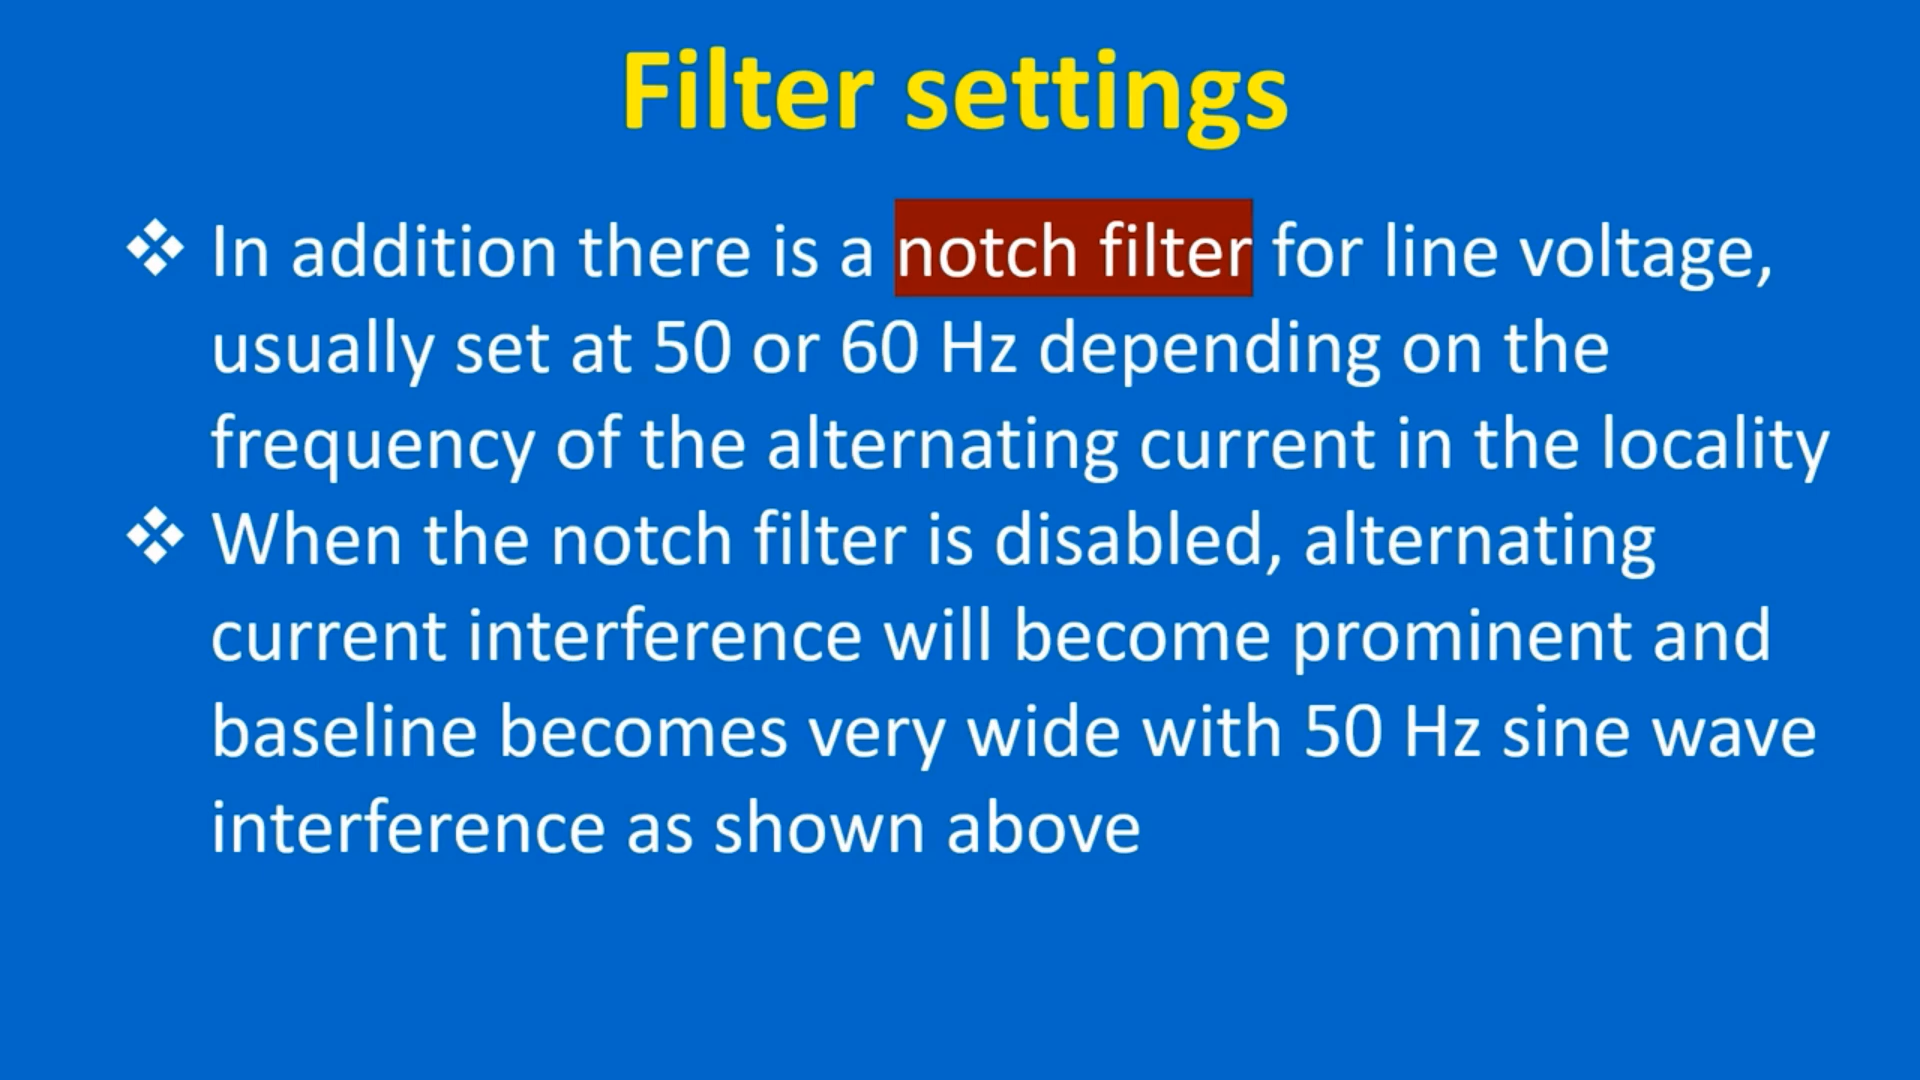 Filter settings
❖ In addition there is a notch filter for line voltage,
usually set at 50 or 60 Hz depending on the
frequency of the alternating current in the locality
❖ When the notch filter is disabled, alternating
current interference will become prominent and
baseline becomes very wide with 50 Hz sine wave
interference as shown above